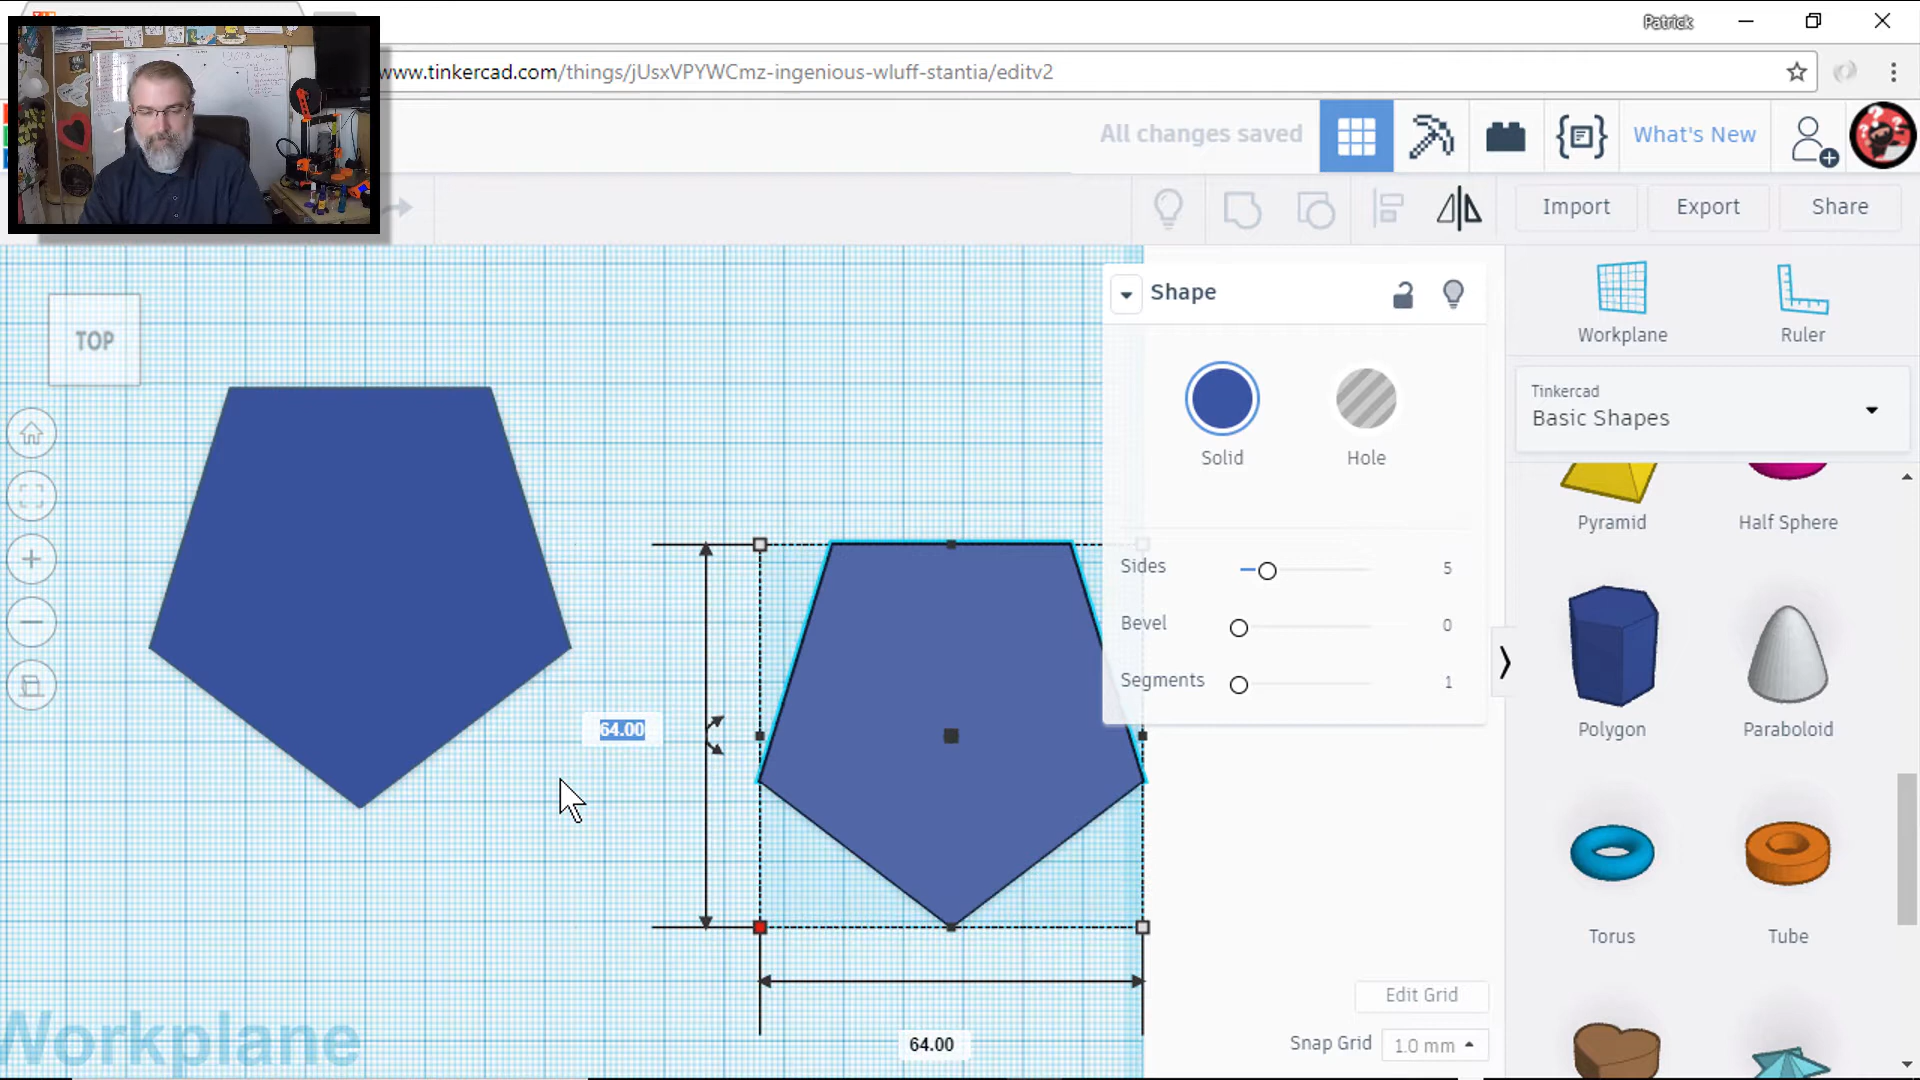 Patrick
www.tinkercad.com/things/jUsxVPYWCmz-ingenious-wluff-stantia/editv2
All changes saved
What's New
Import
Export
Share
TOP
Shape
Solid
Hole
Sides
5
Bevel
0
Segments
1
Workplane
Ruler
Tinkercad
Basic Shapes
Pyramid
Half Sphere
Polygon
Paraboloid
Torus
Tube
64.00
64.00
Edit Grid
Snap Grid
1.0 mm
Workplane